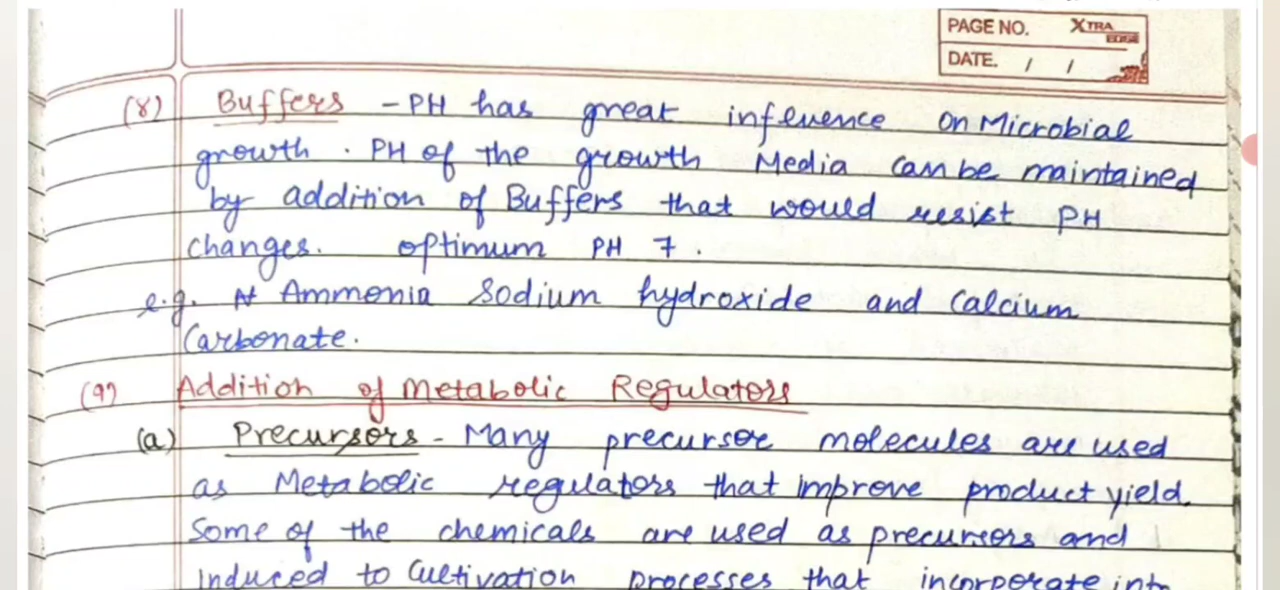 PAGE NO. XTRA EDGE
DATE. / /
(8) Buffers - PH has great influence on Microbial
growth. PH of the growth Media can be maintained
by addition of Buffers that would resist PH
changes. optimum PH 7.
e.g. Ammonia Sodium hydroxide and Calcium
Carbonate.
(9) Addition of Metabolic Regulators
(a) Precursors - Many precursor molecules are used
as Metabolic regulators that improve product yield.
Some of the chemicals are used as precursors and
induced to cultivation processes that incorporate into